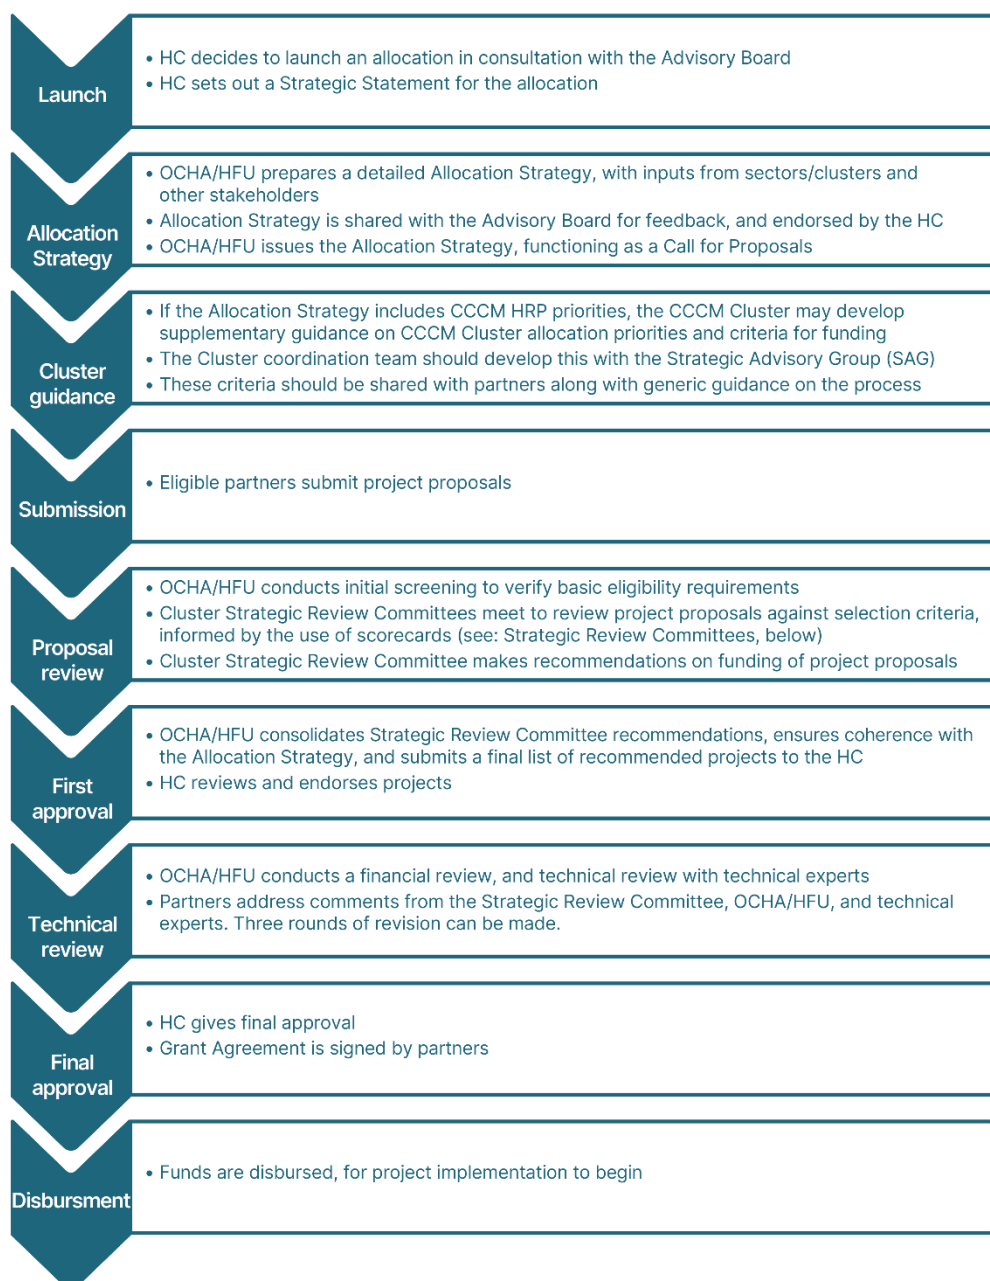 Launch
• HC decides to launch an allocation in consultation with the Advisory Board
• HC sets out a Strategic Statement for the allocation
Allocation
Strategy
• OCHA/HFU prepares a detailed Allocation Strategy, with inputs from sectors/clusters and
other stakeholders
• Allocation Strategy is shared with the Advisory Board for feedback, and endorsed by the HC
• OCHA/HFU issues the Allocation Strategy, functioning as a Call for Proposals
Cluster
guidance
• If the Allocation Strategy includes CCCM HRP priorities, the CCCM Cluster may develop
supplementary guidance on CCCM Cluster allocation priorities and criteria for funding
• The Cluster coordination team should develop this with the Strategic Advisory Group (SAG)
• These criteria should be shared with partners along with generic guidance on the process
Submission
• Eligible partners submit project proposals
Proposal
review
• OCHA/HFU conducts initial screening to verify basic eligibility requirements
• Cluster Strategic Review Committees meet to review project proposals against selection criteria,
informed by the use of scorecards (see: Strategic Review Committees, below)
• Cluster Strategic Review Committee makes recommendations on funding of project proposals
First
approval
• OCHA/HFU consolidates Strategic Review Committee recommendations, ensures coherence with
the Allocation Strategy, and submits a final list of recommended projects to the HC
• HC reviews and endorses projects
Technical
review
• OCHA/HFU conducts a financial review, and technical review with technical experts
• Partners address comments from the Strategic Review Committee, OCHA/HFU, and technical
experts. Three rounds of revision can be made.
Final
approval
• HC gives final approval
• Grant Agreement is signed by partners
Disbursment
• Funds are disbursed, for project implementation to begin